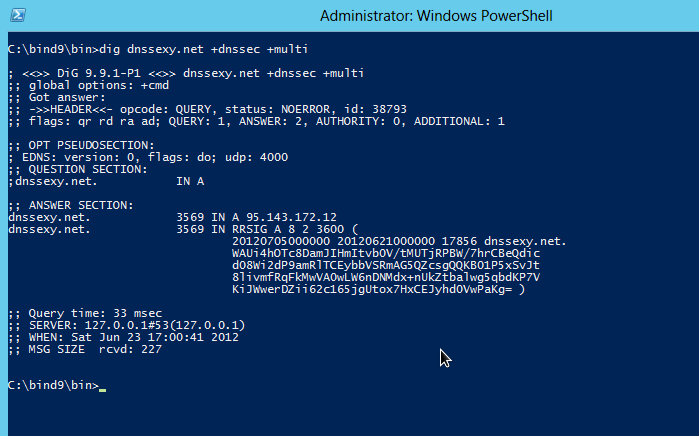 Administrator: Windows PowerShell
C:\bind9\bin>dig dnssexy.net +dnssec +multi
; <<>> DiG 9.9.1-P1 <<>> dnssexy.net +dnssec +multi
;; global options: +cmd
;; Got answer:
;; ->>HEADER<<- opcode: QUERY, status: NOERROR, id: 38793
;; flags: qr rd ra ad; QUERY: 1, ANSWER: 2, AUTHORITY: 0, ADDITIONAL: 1
;; OPT PSEUDOSECTION:
; EDNS: version: 0, flags: do; udp: 4000
;; QUESTION SECTION:
;dnssexy.net. IN A
;; ANSWER SECTION:
dnssexy.net. 3569 IN A 95.143.172.12
dnssexy.net. 3569 IN RRSIG A 8 2 3600 (
20120705000000 20120621000000 17856 dnssexy.net.
WAUi4hOTc8DamJIHmItvb0V/tMUTjRPBW/7hrCBeQdic
dO8Wi2dP9amRlTCEybbVSRmAG5QZcsgQQKBO1P5xSvJt
8livmfRqFkMwVAOwLW6nDNMdx+nUkZtbalwg5qbdKP7V
KiJWwerDZii62c165jgUtox7HxCEJyhdOVwPaKg= )
;; Query time: 33 msec
;; SERVER: 127.0.0.1#53(127.0.0.1)
;; WHEN: Sat Jun 23 17:00:41 2012
;; MSG SIZE rcvd: 227
C:\bind9\bin>_